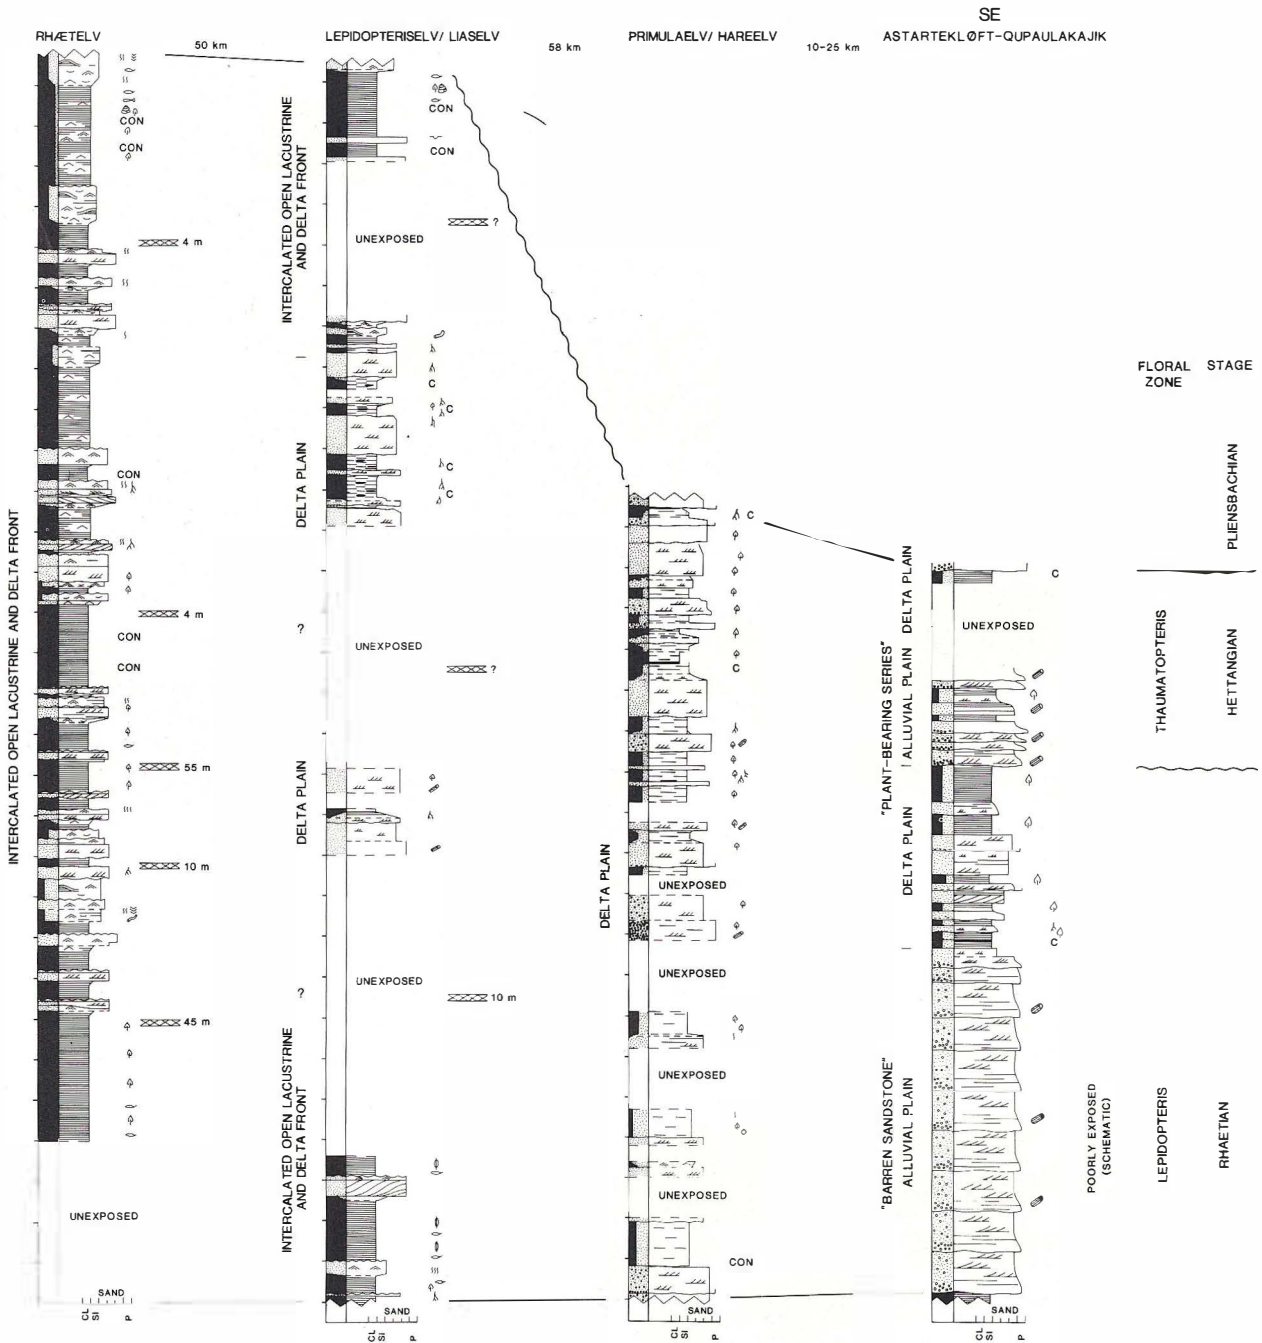 SE
RHÆTELV
50 km
LEPIDOPTERISELV/ LIASELV
58 km
PRIMULAELV/ HAREELV
10-25 km
ASTARTEKLØFT-QUPAULAKAJIK
INTERCALATED OPEN LACUSTRINE AND DELTA FRONT
CON
CON
4 m
CON
4 m
CON
CON
55 m
10 m
45 m
UNEXPOSED
SAND
CL
SI
P
INTERCALATED OPEN LACUSTRINE
AND DELTA FRONT
DELTA PLAIN
?
DELTA PLAIN
?
INTERCALATED OPEN LACUSTRINE
AND DELTA FRONT
CON
CON
UNEXPOSED
?
C
C
C
C
UNEXPOSED
?
UNEXPOSED
10 m
SAND
CL
SI
P
DELTA PLAIN
C
C
UNEXPOSED
UNEXPOSED
UNEXPOSED
UNEXPOSED
CON
SAND
CL
SI
P
"PLANT-BEARING SERIES"
DELTA PLAIN
ALLUVIAL PLAIN
DELTA PLAIN
"BARREN SANDSTONE"
ALLUVIAL PLAIN
C
UNEXPOSED
C
POORLY EXPOSED
(SCHEMATIC)
SAND
CL
SI
P
FLORAL
ZONE
STAGE
PLIENSBACHIAN
THAUMATOPTERIS
HETTANGIAN
LEPIDOPTERIS
RHAETIAN